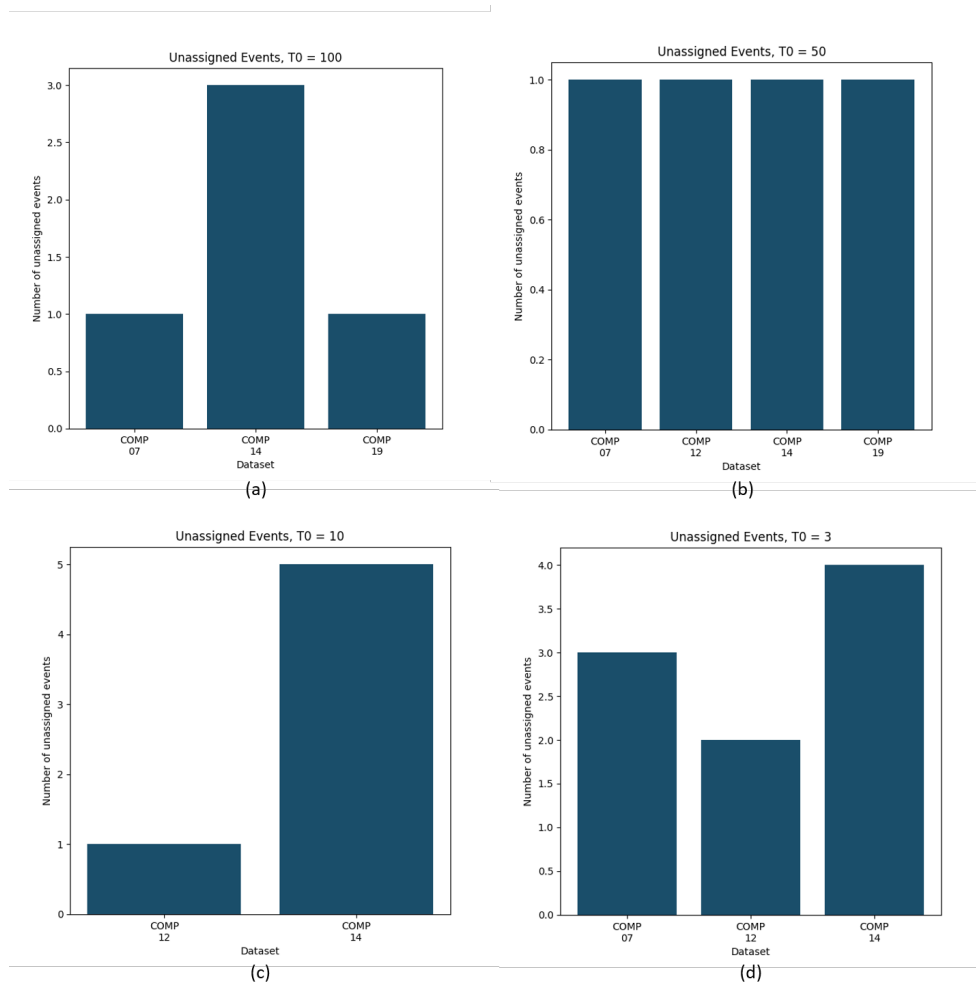 Unassigned Events, T0 = 100
Number of unassigned events
3.0
2.5
2.0
1.5
1.0
0.5
0.0
COMP
07
COMP
14
COMP
19
Dataset
(a)
Unassigned Events, T0 = 50
Number of unassigned events
1.0
0.8
0.6
0.4
0.2
0.0
COMP
07
COMP
12
COMP
14
COMP
19
Dataset
(b)
Unassigned Events, T0 = 10
Number of unassigned events
5
4
3
2
1
0
COMP
12
COMP
14
Dataset
(c)
Unassigned Events, T0 = 3
Number of unassigned events
4.0
3.5
3.0
2.5
2.0
1.5
1.0
0.5
0.0
COMP
07
COMP
12
COMP
14
Dataset
(d)